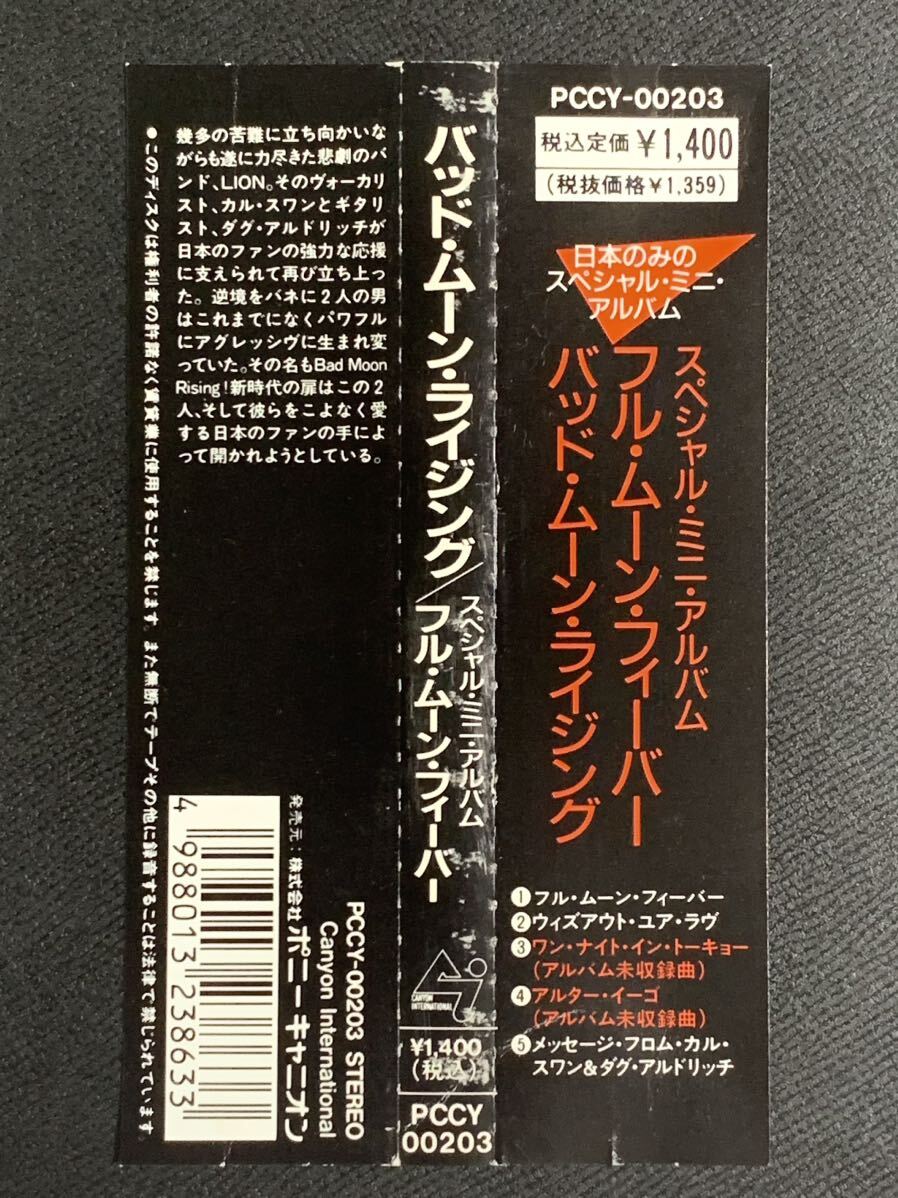 幾多の苦難に立ち向かいな
がらも遂に力尽きた悲劇のバ
ンド、LION。そのヴォーカリ
スト、カル・スワンとギタリ
スト、ダグ・アルドリッチが
日本のファンの強力な応援
に支えられて再び立ち上っ
た。逆境をバネに2人の男
はこれまでになくパワフル
にアグレッシヴに生まれ変
っていた。その名もBad Moon
Rising!新時代の扉はこの2
人、そして彼らをこよなく愛
する日本のファンの手によ
って開かれようとしている。
●このディスクは権利者の許諾なく賃貸業に使用することを禁じます。また無断でテープその他に録音することは法律で禁じられています。
4 988013 238633
発売元:株式会社ポニーキャニオン
Canyon International
PCCY-00203 STEREO
バッド・ムーン・ライジング/スペシャル・ミニ・アルバム
フル・ムーン・フィーバー
CANYON
INTERNATIONAL
¥1,400
(税込)
PCCY
00203
PCCY-00203
税込定価¥1,400
(税抜価格¥1,359)
日本のみの
スペシャル・ミニ・
アルバム
スペシャル・ミニ・アルバム
フル・ムーン・フィーバー
バッド・ムーン・ライジング
❶フル・ムーン・フィーバー
❷ウィズアウト・ユア・ラヴ
❸ワン・ナイト・イン・トーキョー
(アルバム未収録曲)
❹アルター・イーゴ
(アルバム未収録曲)
❺メッセージ・フロム・カル・
スワン&ダグ・アルドリッチ